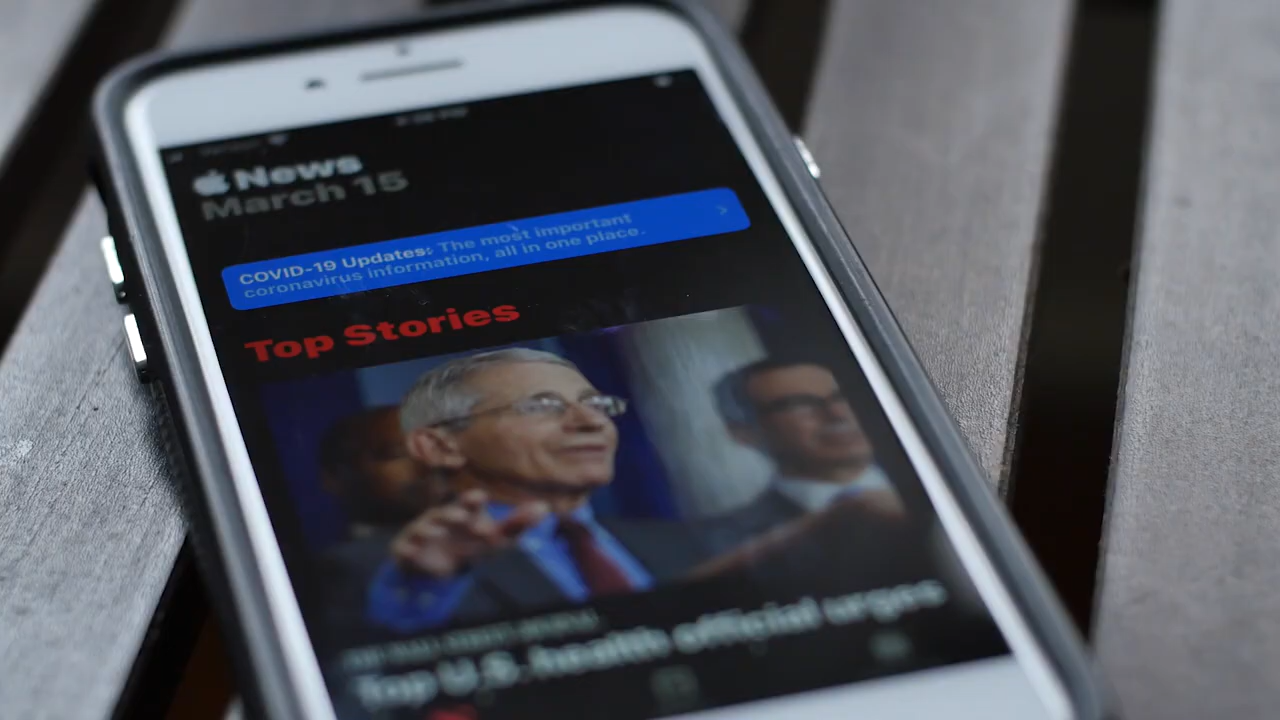 News
March 15
COVID-19 Updates: The most important
coronavirus information, all in one place.
Top Stories
Top U.S. health official urges